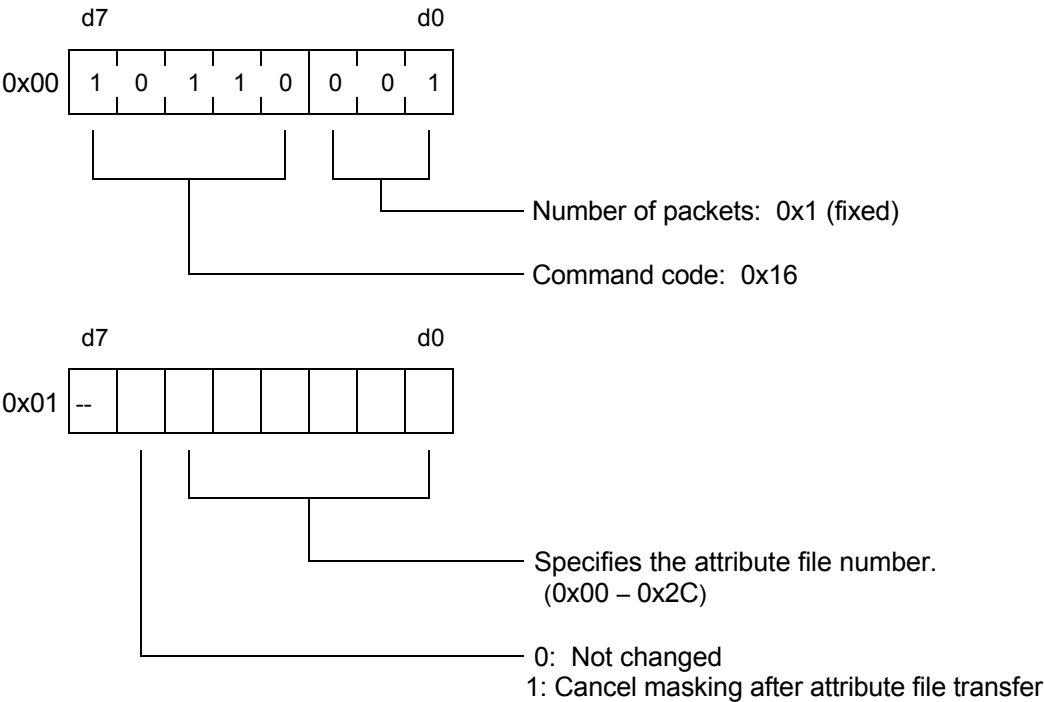 d7 d0
0x00 1 0 1 1 0 0 0 1
Number of packets: 0x1 (fixed)
Command code: 0x16
d7 d0
0x01 --
Specifies the attribute file number.
(0x00 – 0x2C)
0: Not changed
1: Cancel masking after attribute file transfer